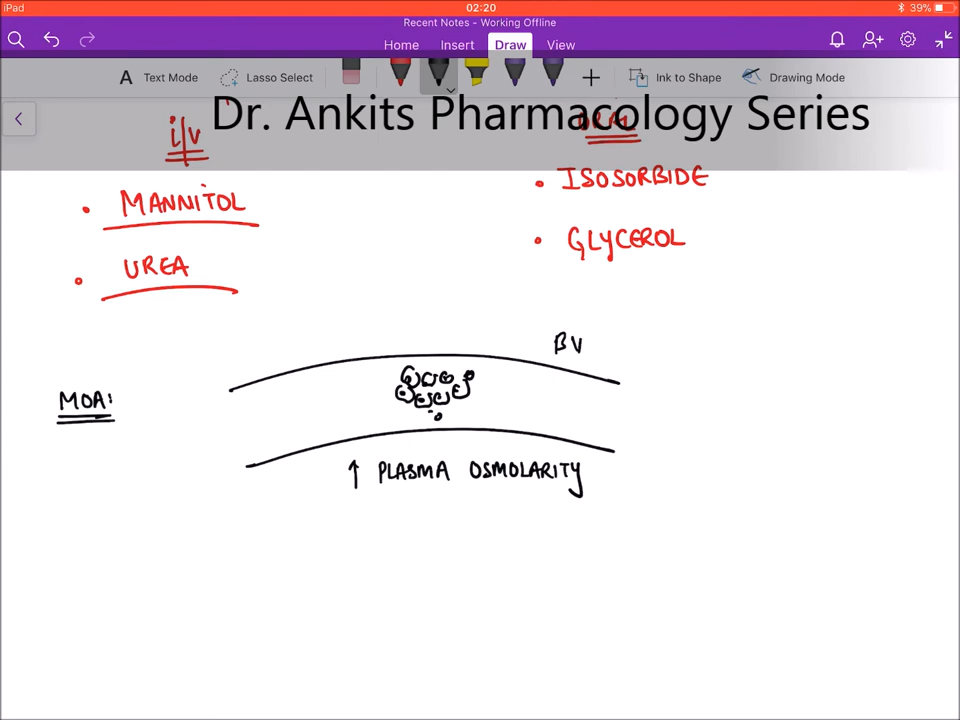 iPad 02:20 39%
Recent Notes - Working Offline
Home Insert Draw View
A Text Mode Lasso Select Ink to Shape Drawing Mode
Dr. Ankits Pharmacology Series
i/v
• MANNITOL
• UREA
• ISOSORBIDE
• GLYCEROL
BV
MOA:
↑ PLASMA OSMOLARITY